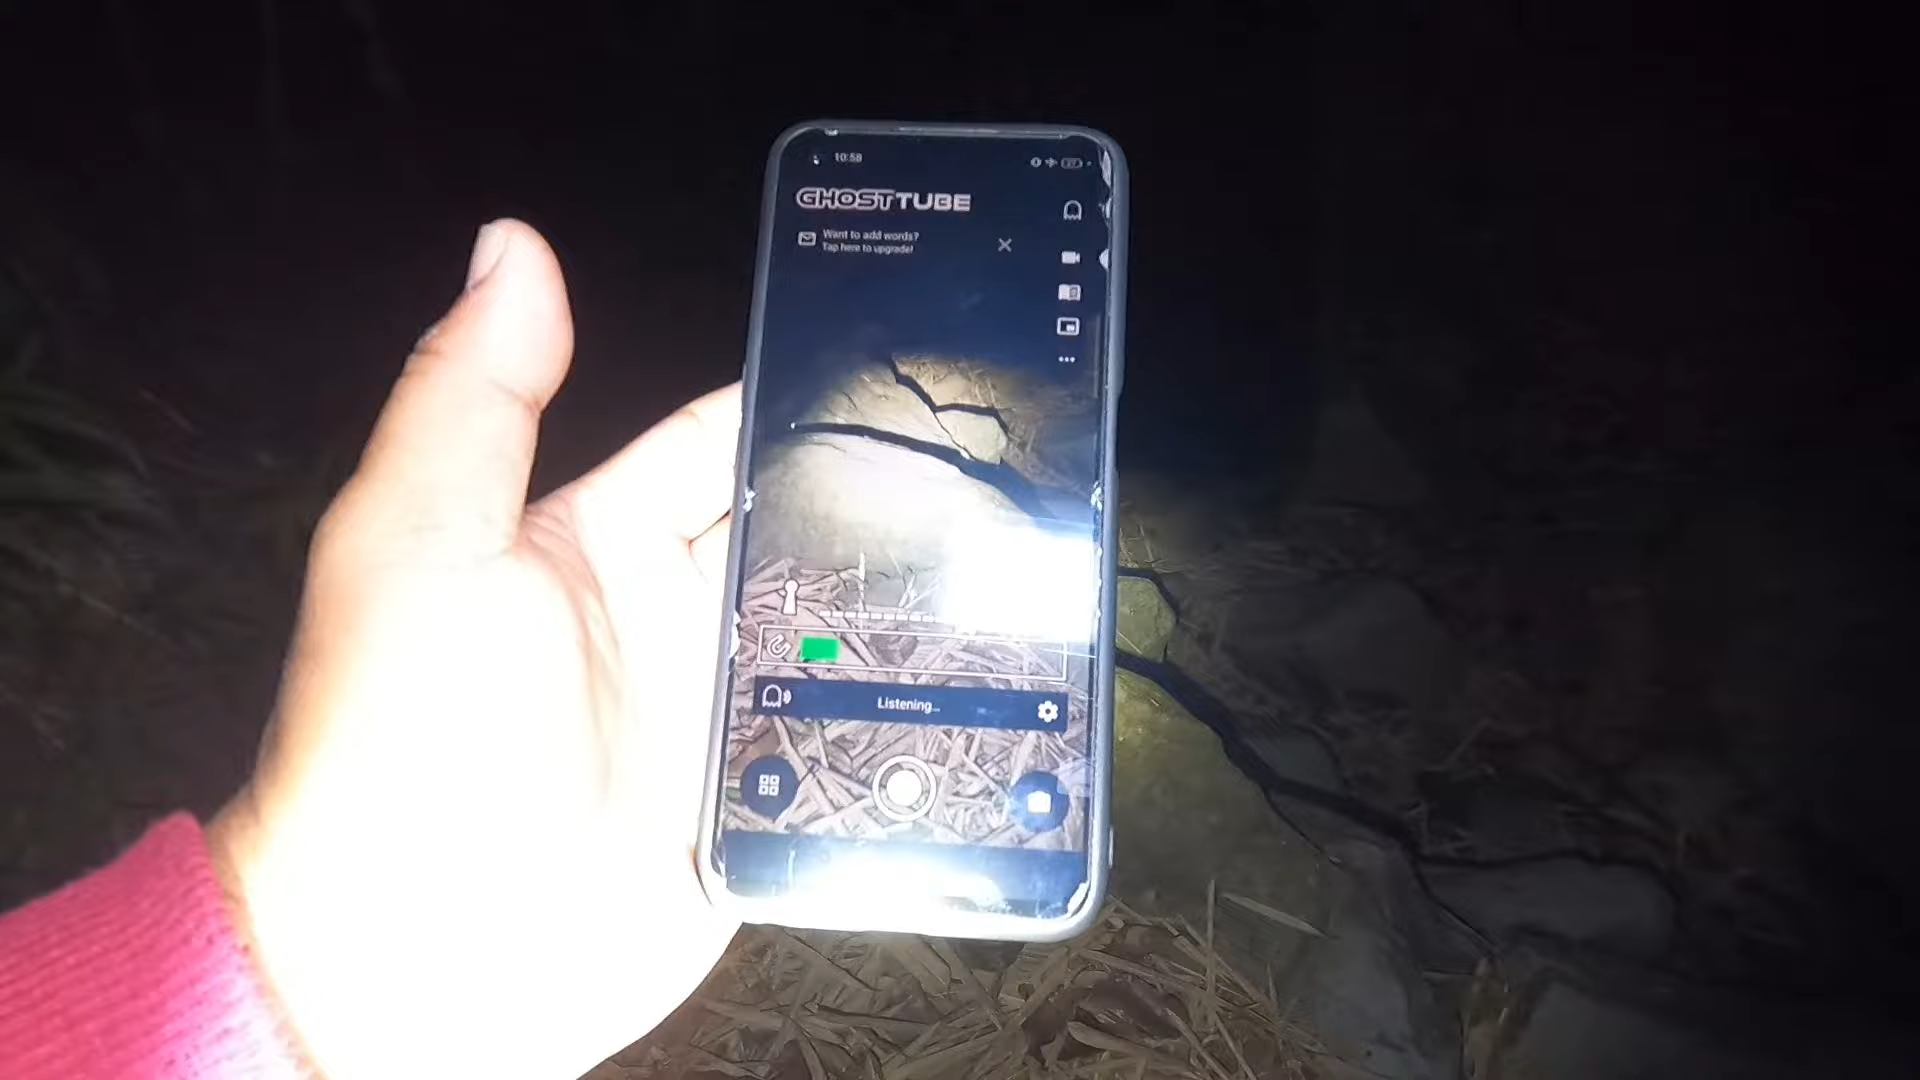 10:58
GHOSTTUBE
Want to add words?
Tap here to upgrade!
Listening...